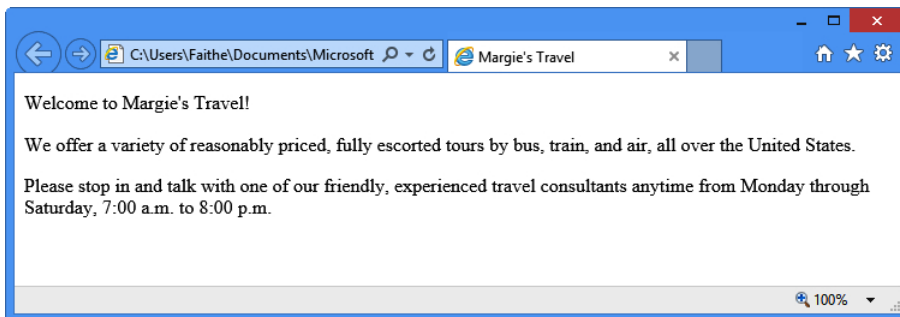 C:\Users\Faithe\Documents\Microsoft
Margie's Travel
Welcome to Margie's Travel!
We offer a variety of reasonably priced, fully escorted tours by bus, train, and air, all over the United States.
Please stop in and talk with one of our friendly, experienced travel consultants anytime from Monday through
Saturday, 7:00 a.m. to 8:00 p.m.
100%